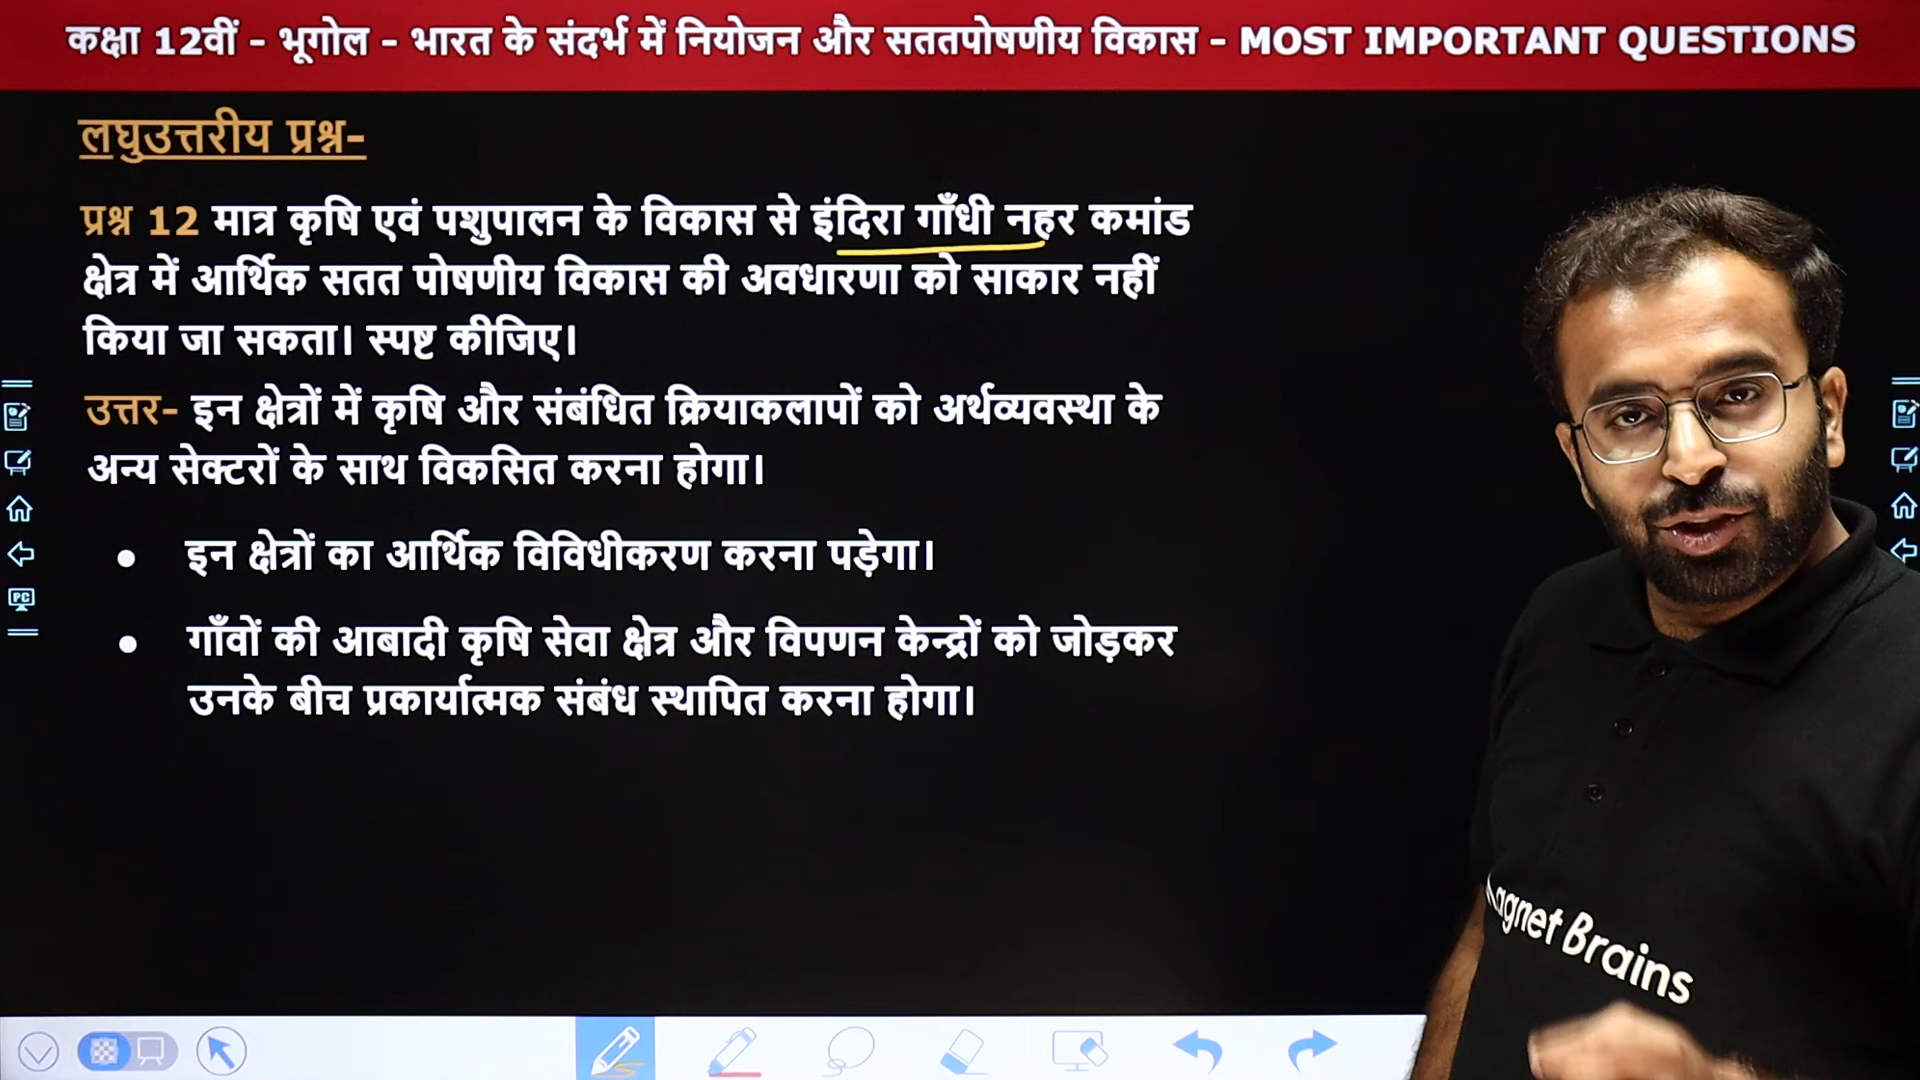 कक्षा 12वीं - भूगोल - भारत के संदर्भ में नियोजन और सततपोषणीय विकास - MOST IMPORTANT QUESTIONS
लघुउत्तरीय प्रश्न-
प्रश्न 12 मात्र कृषि एवं पशुपालन के विकास से इंदिरा गाँधी नहर कमांड
क्षेत्र में आर्थिक सतत पोषणीय विकास की अवधारणा को साकार नहीं
किया जा सकता। स्पष्ट कीजिए।
उत्तर- इन क्षेत्रों में कृषि और संबंधित क्रियाकलापों को अर्थव्यवस्था के
अन्य सेक्टरों के साथ विकसित करना होगा।
• इन क्षेत्रों का आर्थिक विविधीकरण करना पड़ेगा।
• गाँवों की आबादी कृषि सेवा क्षेत्र और विपणन केन्द्रों को जोड़कर
उनके बीच प्रकार्यात्मक संबंध स्थापित करना होगा।
PC
agnet Brains